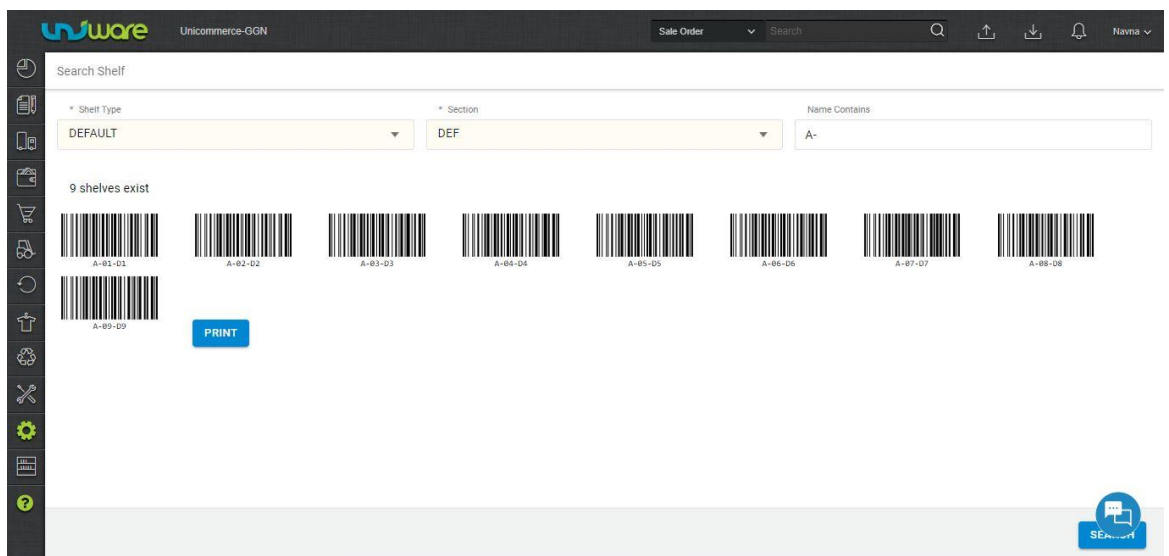 uniware Unicommerce-GGN Sale Order Search Navna
Search Shelf
* Shelf Type * Section Name Contains
DEFAULT DEF A-
9 shelves exist
A-01-D1 A-02-D2 A-03-D3 A-04-D4 A-05-D5 A-06-D6 A-07-D7 A-08-D8
A-09-D9
PRINT